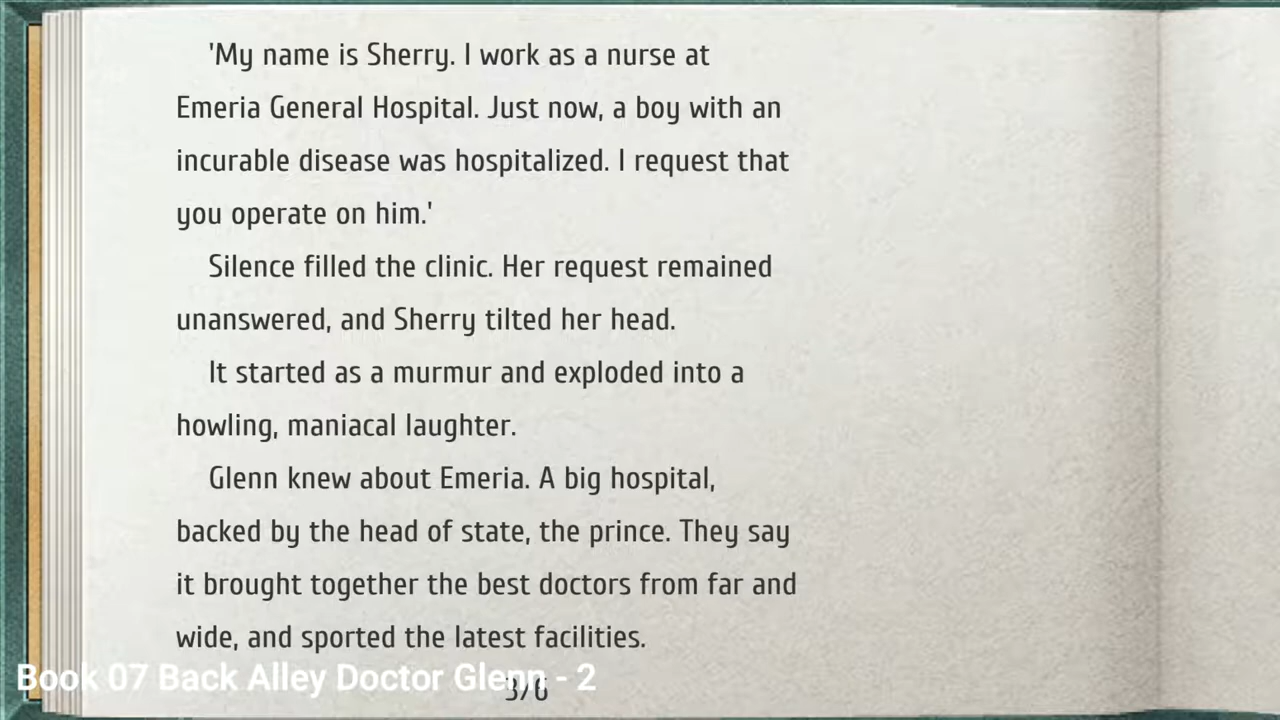 'My name is Sherry. I work as a nurse at
Emeria General Hospital. Just now, a boy with an
incurable disease was hospitalized. I request that
you operate on him.'
Silence filled the clinic. Her request remained
unanswered, and Sherry tilted her head.
It started as a murmur and exploded into a
howling, maniacal laughter.
Glenn knew about Emeria. A big hospital,
backed by the head of state, the prince. They say
it brought together the best doctors from far and
wide, and sported the latest facilities.
Book 07 Back Alley Doctor Glenn - 2
3/6